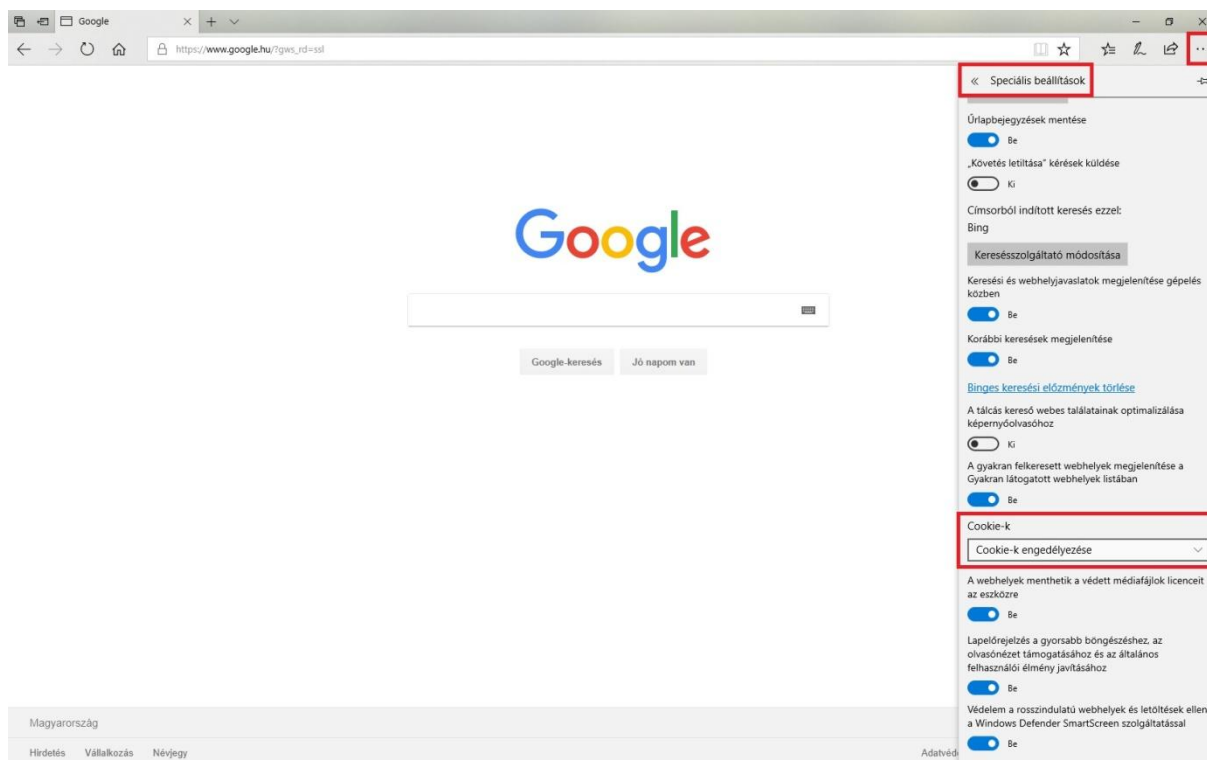 Google
https://www.google.hu/?gws_rd=ssl
Speciális beállítások
Űrlapbejegyzések mentése
Be
„Követés letiltása” kérések küldése
Ki
Címsorból indított keresés ezzel:
Bing
Keresésszolgáltató módosítása
Keresési és webhelyjavaslatok megjelenítése gépelés
közben
Be
Korábbi keresések megjelenítése
Be
Binges keresési előzmények törlése
A tálcás kereső webes találatainak optimalizálása
képernyőolvasóhoz
Ki
A gyakran felkeresett webhelyek megjelenítése a
Gyakran látogatott webhelyek listában
Be
Cookie-k
Cookie-k engedélyezése
A webhelyek menthetik a védett médiafájlok licenceit
az eszközre
Be
Lapelőrejelzés a gyorsabb böngészéshez, az
olvasónézet támogatásához és az általános
felhasználói élmény javításához
Be
Védelem a rosszindulatú webhelyek és letöltések ellen
a Windows Defender SmartScreen szolgáltatással
Be
Google
Google-keresés Jó napom van
Magyarország
Hirdetés Vállalkozás Névjegy